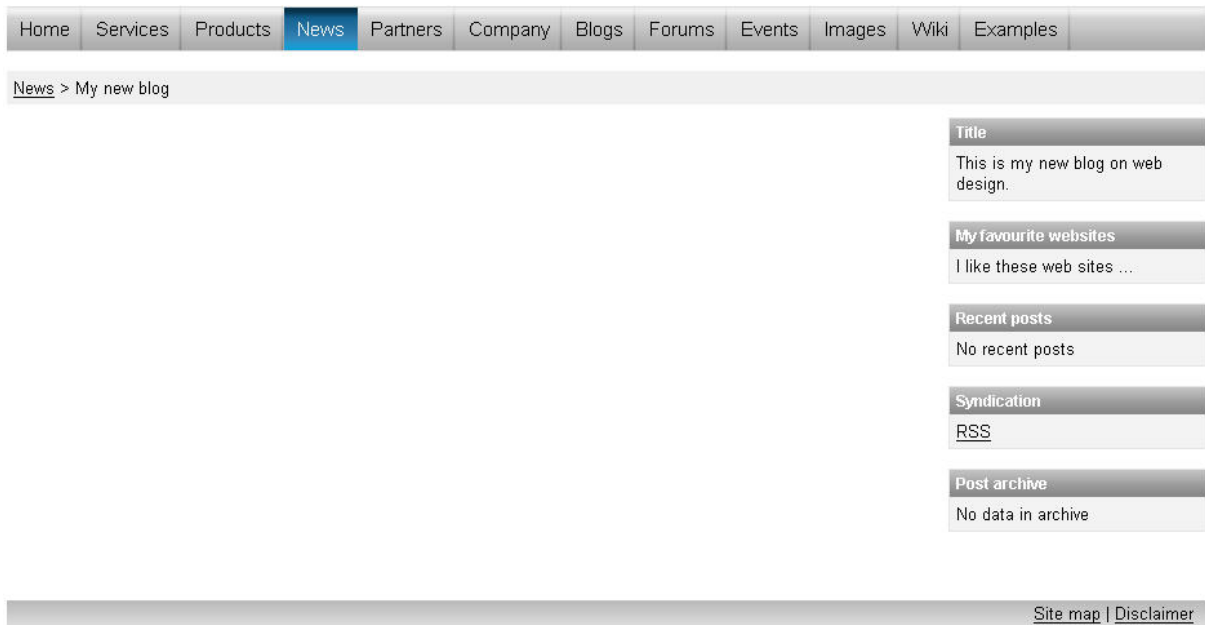 Home Services Products News Partners Company Blogs Forums Events Images Wiki Examples
News > My new blog
Title
This is my new blog on web
design.
My favourite websites
I like these web sites ...
Recent posts
No recent posts
Syndication
RSS
Post archive
No data in archive
Site map | Disclaimer